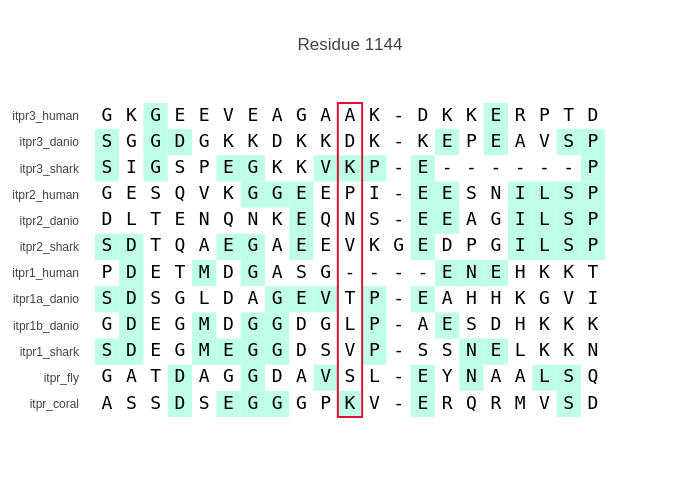 Residue 1144
itpr3_human G K G E E V E A G A A K - D K K E R P T D
itpr3_danio S G G D G K K D K K D K - K E P E A V S P
itpr3_shark S I G S P E G K K V K P - E - - - - - - P
itpr2_human G E S Q V K G G E E P I - E E S N I L S P
itpr2_danio D L T E N Q N K E Q N S - E E A G I L S P
itpr2_shark S D T Q A E G A E E V K G E D P G I L S P
itpr1_human P D E T M D G A S G - - - - E N E H K K T
itpr1a_danio S D S G L D A G E V T P - E A H H K G V I
itpr1b_danio G D E G M D G G D G L P - A E S D H K K K
itpr1_shark S D E G M E G G D S V P - S S N E L K K N
itpr_fly G A T D A G G D A V S L - E Y N A A L S Q
itpr_coral A S S D S E G G G P K V - E R Q R M V S D